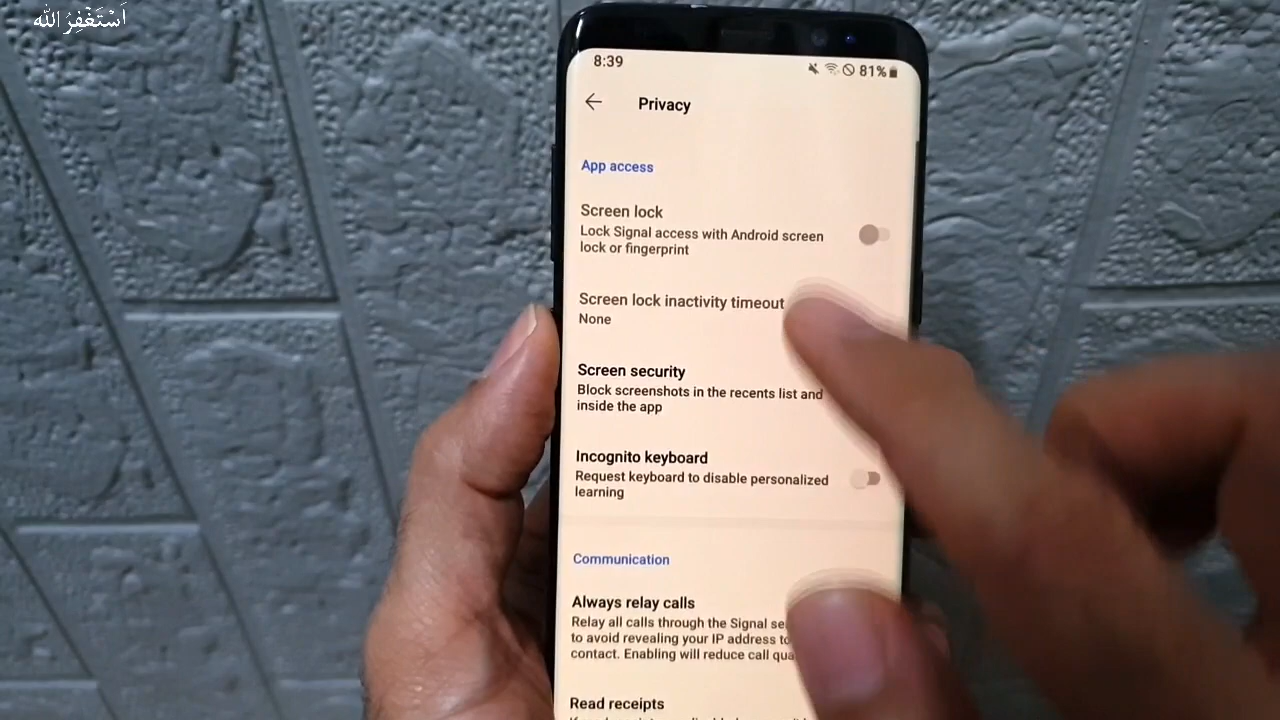 اَسْتَغْفِرُ الله
8:39
81%
Privacy
App access
Screen lock
Lock Signal access with Android screen
lock or fingerprint
Screen lock inactivity timeout
None
Screen security
Block screenshots in the recents list and
inside the app
Incognito keyboard
Request keyboard to disable personalized
learning
Communication
Always relay calls
Relay all calls through the Signal
to avoid revealing your IP address
contact. Enabling will reduce call
Read receipts